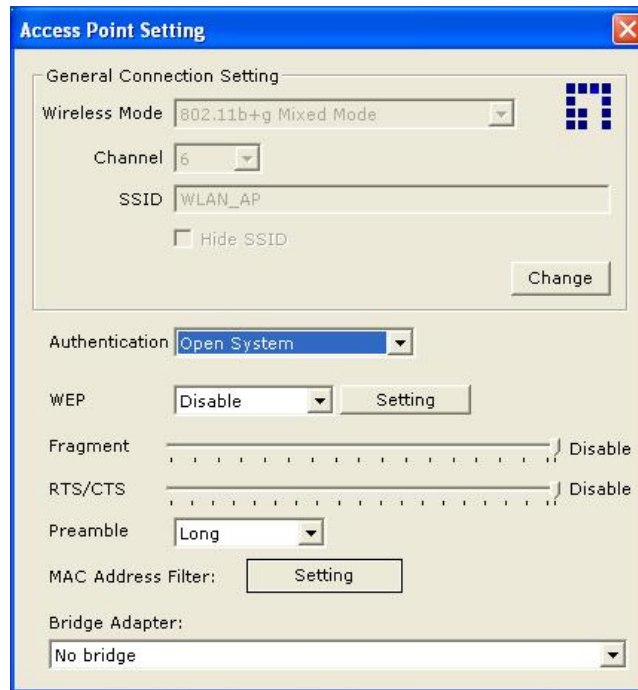 Access Point Setting
General Connection Setting
Wireless Mode 802.11b+g Mixed Mode
Channel 6
SSID WLAN_AP
Hide SSID
Change
Authentication Open System
WEP Disable Setting
Fragment Disable
RTS/CTS Disable
Preamble Long
MAC Address Filter: Setting
Bridge Adapter:
No bridge